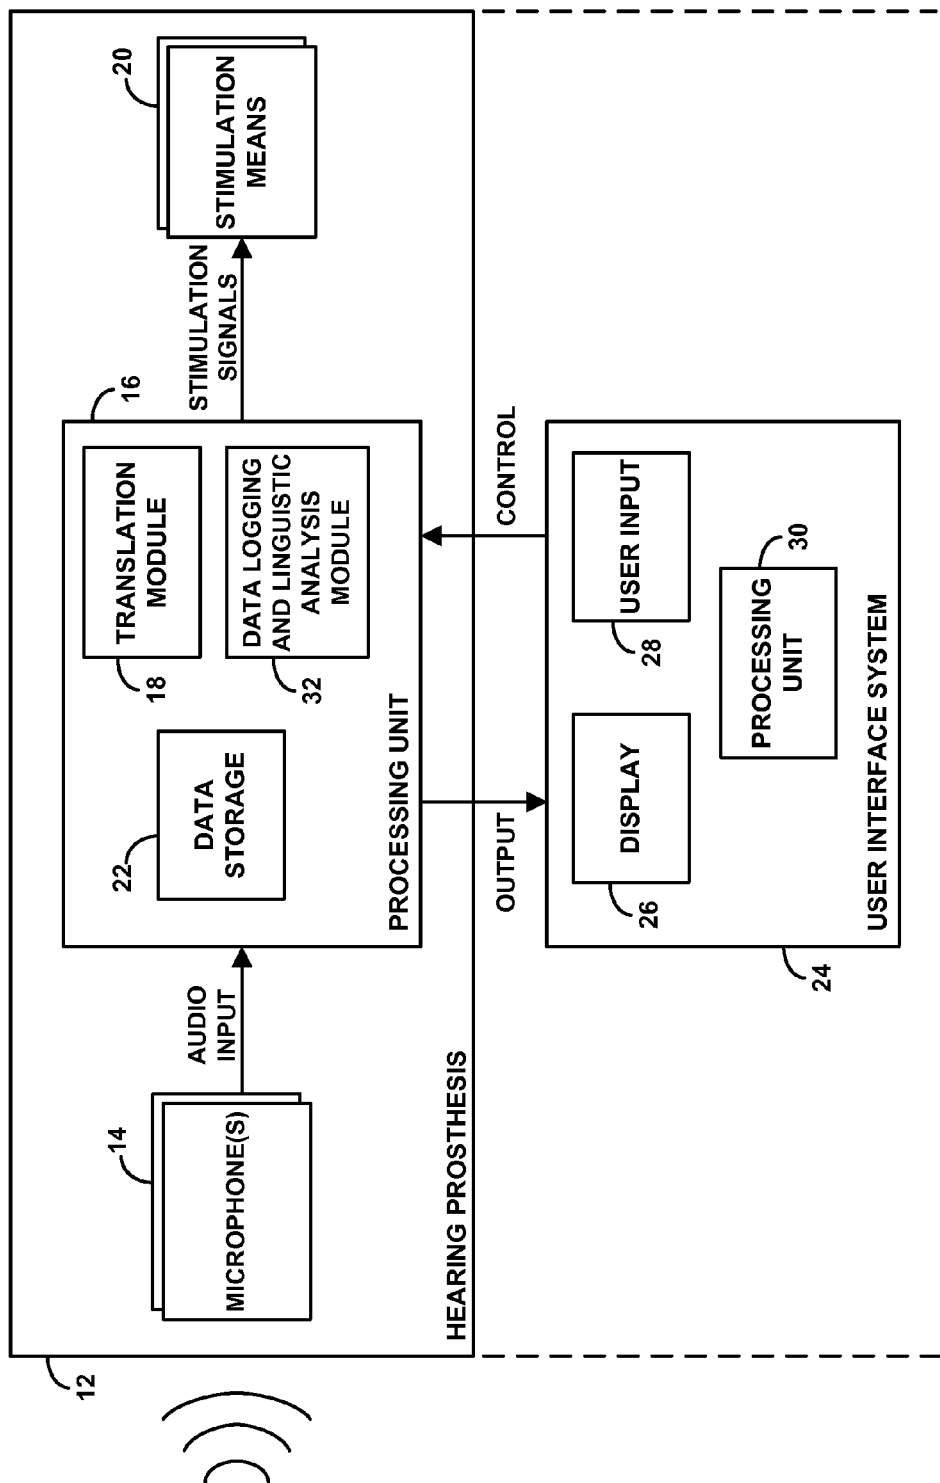 12
14
MICROPHONE(S)
AUDIO
INPUT
16
22
DATA
STORAGE
18
TRANSLATION
MODULE
32
DATA LOGGING
AND LINGUISTIC
ANALYSIS
MODULE
PROCESSING UNIT
STIMULATION
SIGNALS
20
STIMULATION
MEANS
HEARING PROSTHESIS
OUTPUT
CONTROL
24
26
DISPLAY
28
USER INPUT
30
PROCESSING
UNIT
USER INTERFACE SYSTEM